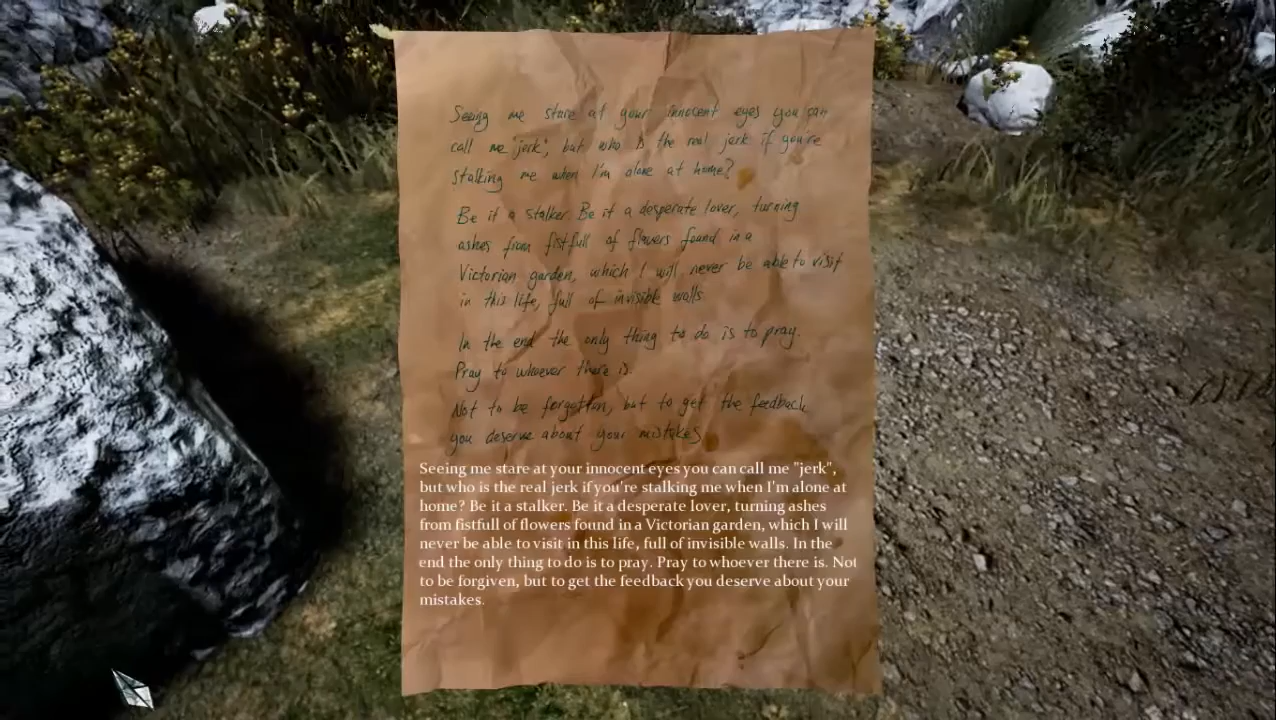 Seeing me stare at your innocent eyes you can
call me "jerk", but who is the real jerk if you're
stalking me when I'm alone at home?
Be it a stalker. Be it a desperate lover, turning
ashes from fistfull of flowers found in a
Victorian garden, which I will never be able to visit
in this life, full of invisible walls.
In the end the only thing to do is to pray.
Pray to whoever there is.
Not to be forgotten, but to get the feedback
you deserve about your mistakes
Seeing me stare at your innocent eyes you can call me "jerk",
but who is the real jerk if you're stalking me when I'm alone at
home? Be it a stalker. Be it a desperate lover, turning ashes
from fistfull of flowers found in a Victorian garden, which I will
never be able to visit in this life, full of invisible walls. In the
end the only thing to do is to pray. Pray to whoever there is. Not
to be forgiven, but to get the feedback you deserve about your
mistakes.